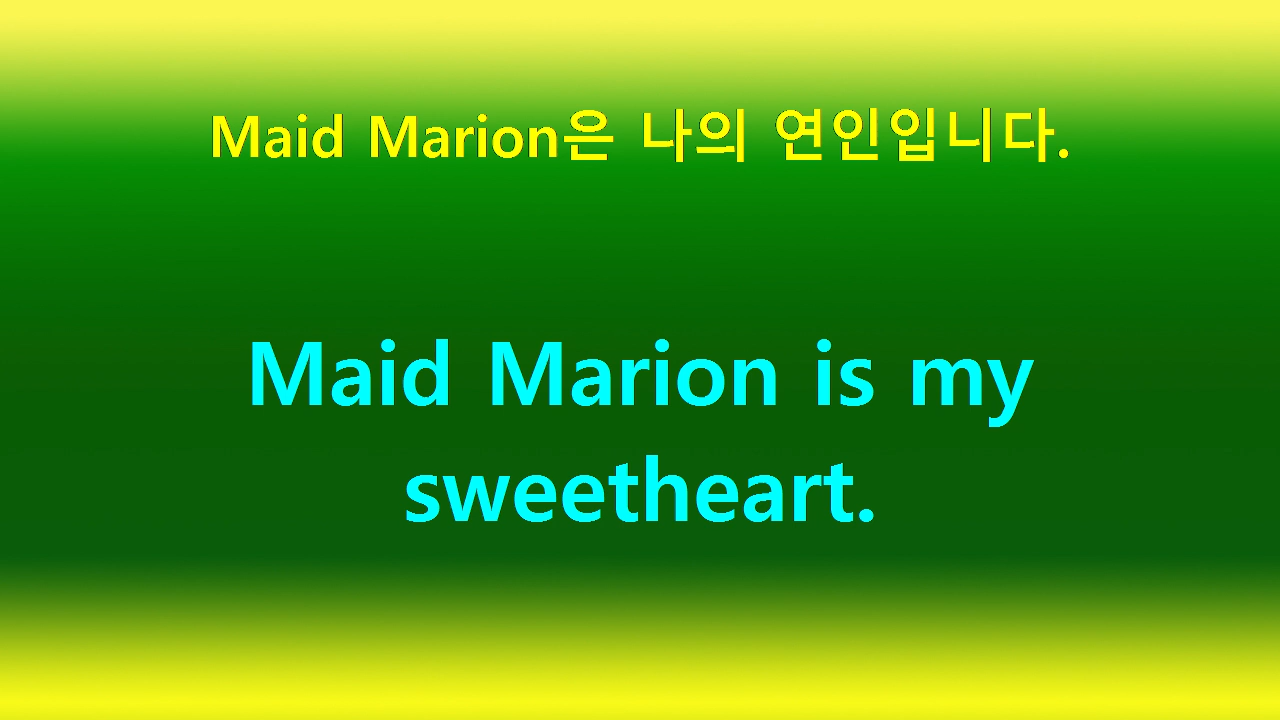 Maid Marion은 나의 연인입니다.
Maid Marion is my
sweetheart.